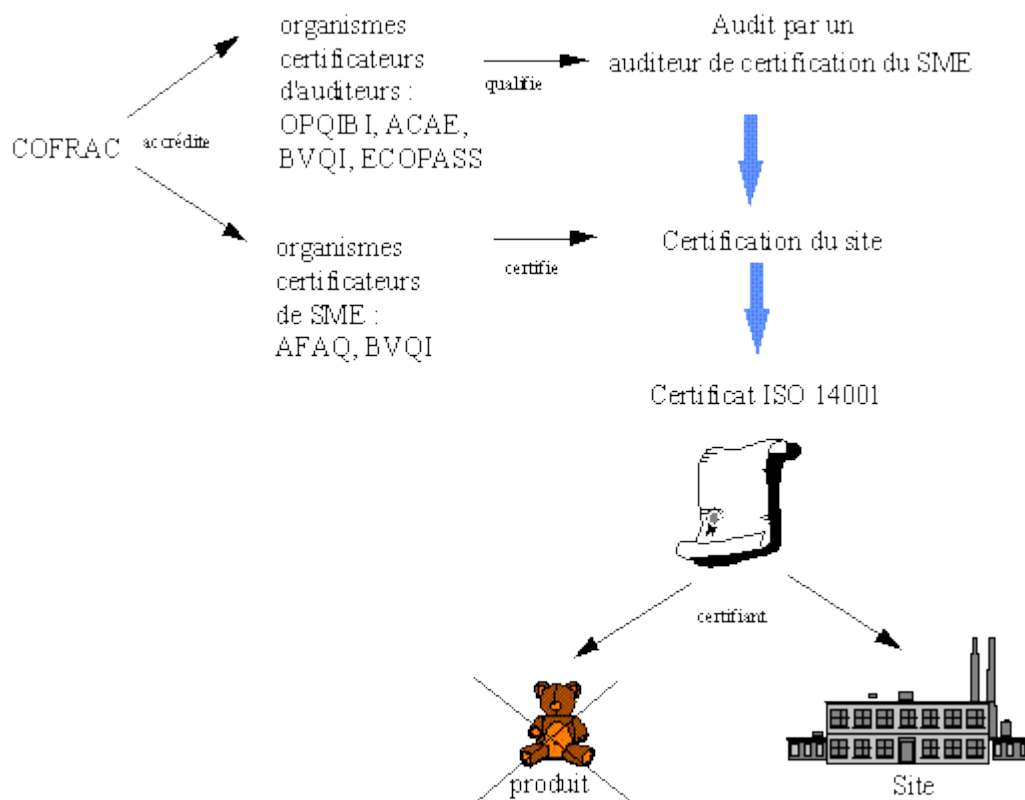 organismes
certificateurs
d'auditeurs :
OPQIBI, ACAE,
BVQI, ECOPASS
qualifie
Audit par un
auditeur de certification du SME
COFRAC
accrédite
organismes
certificateurs
de SME :
AFAQ, BVQI
certifie
Certification du site
Certificat ISO 14001
certifiant
produit
Site